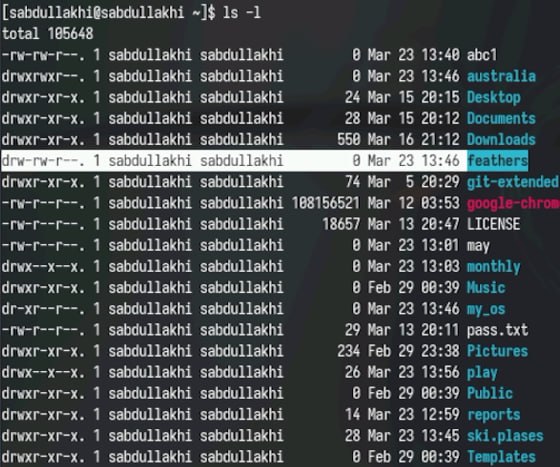 [sabdullakhi@sabdullakhi ~]$ ls -l
total 105648
-rw-rw-r--. 1 sabdullakhi sabdullakhi 0 Mar 23 13:40 abc1
drwxrwxr--. 1 sabdullakhi sabdullakhi 0 Mar 23 13:46 australia
drwxr-xr-x. 1 sabdullakhi sabdullakhi 24 Mar 15 20:15 Desktop
drwxr-xr-x. 1 sabdullakhi sabdullakhi 28 Mar 15 20:12 Documents
drwxr-xr-x. 1 sabdullakhi sabdullakhi 550 Mar 16 21:12 Downloads
drw-rw-r--. 1 sabdullakhi sabdullakhi 0 Mar 23 13:46 feathers
drwxr-xr-x. 1 sabdullakhi sabdullakhi 74 Mar 5 20:29 git-extended
-rw-r--r--. 1 sabdullakhi sabdullakhi 108156521 Mar 12 03:53 google-chrom
-rw-r--r--. 1 sabdullakhi sabdullakhi 18657 Mar 13 20:47 LICENSE
-rw-r--r--. 1 sabdullakhi sabdullakhi 0 Mar 23 13:01 may
drwx--x--x. 1 sabdullakhi sabdullakhi 0 Mar 23 13:03 monthly
drwxr-xr-x. 1 sabdullakhi sabdullakhi 0 Feb 29 00:39 Music
dr-xr--r--. 1 sabdullakhi sabdullakhi 0 Mar 23 13:46 my_os
-rw-r--r--. 1 sabdullakhi sabdullakhi 29 Mar 13 20:11 pass.txt
drwxr-xr-x. 1 sabdullakhi sabdullakhi 234 Feb 29 23:38 Pictures
drwx--x--x. 1 sabdullakhi sabdullakhi 26 Mar 23 13:56 play
drwxr-xr-x. 1 sabdullakhi sabdullakhi 0 Feb 29 00:39 Public
drwxr-xr-x. 1 sabdullakhi sabdullakhi 14 Mar 23 12:59 reports
drwxr-xr-x. 1 sabdullakhi sabdullakhi 28 Mar 23 13:45 ski.plases
drwxr-xr-x. 1 sabdullakhi sabdullakhi 0 Feb 29 00:39 Templates